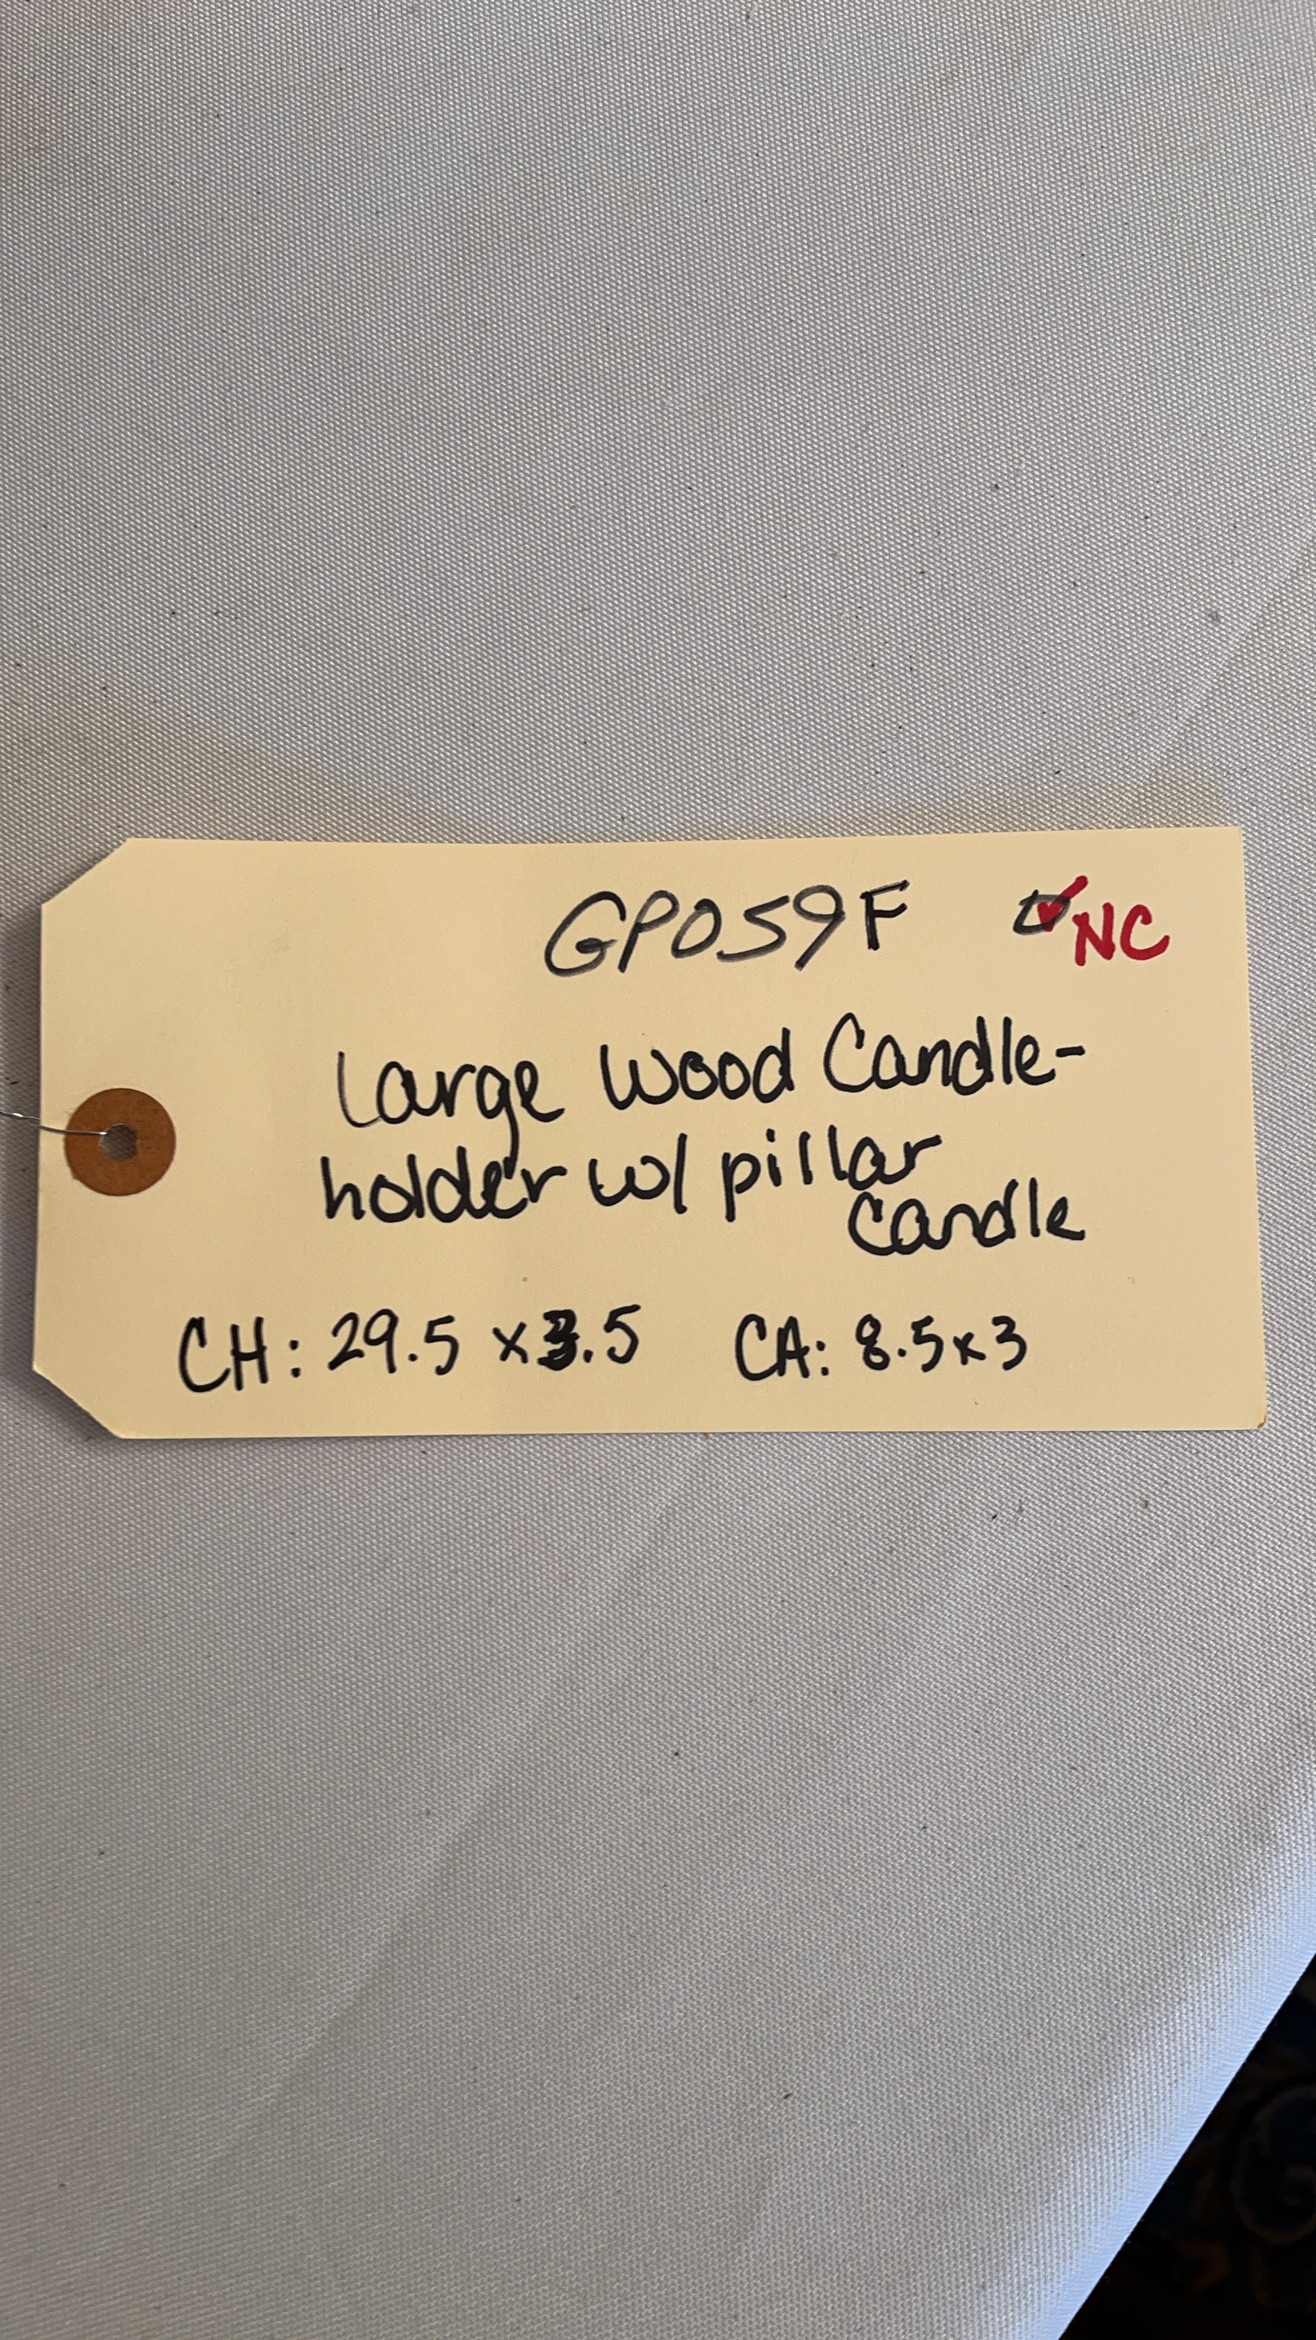 GP059F NC
Large Wood Candle-
holder w/ pillar
candle
CH: 29.5 x 3.5 CA: 8.5x3